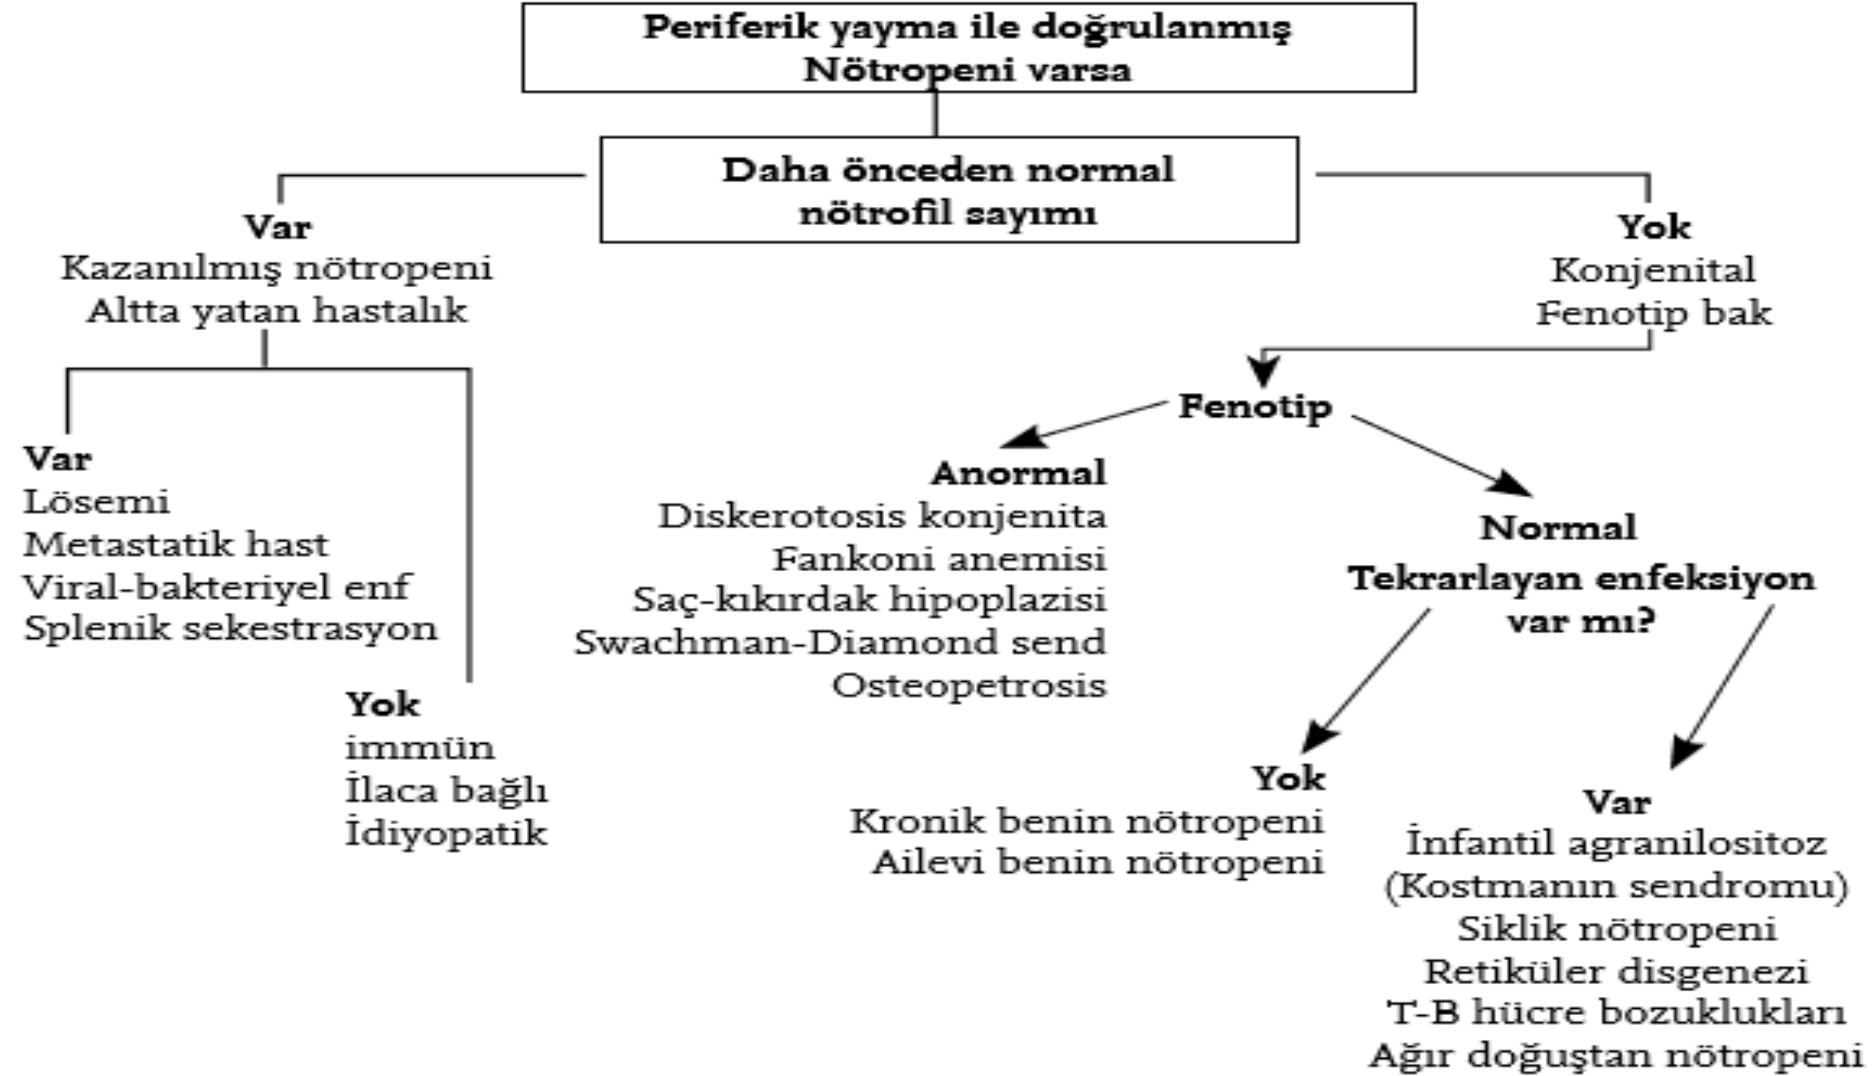 Periferik yayma ile doğrulanmış
Nötropeni varsa
Daha önceden normal
nötrofil sayımı
Var
Kazanılmış nötropeni
Altta yatan hastalık
Yok
Konjenital
Fenotip bak
Var
Lösemi
Metastatik hast
Viral-bakteriyel enf
Splenik sekestrasyon
Yok
immün
İlaca bağlı
İdiyopatik
Fenotip
Anormal
Diskerotosis konjenita
Fankoni anemisi
Saç-kıkırdak hipoplazisi
Swachman-Diamond send
Osteopetrosis
Normal
Tekrarlayan enfeksiyon
var mı?
Yok
Kronik benin nötropeni
Ailevi benin nötropeni
Var
İnfantil agranilositoz
(Kostmanın sendromu)
Siklik nötropeni
Retiküler disgenezi
T-B hücre bozuklukları
Ağır doğuştan nötropeni